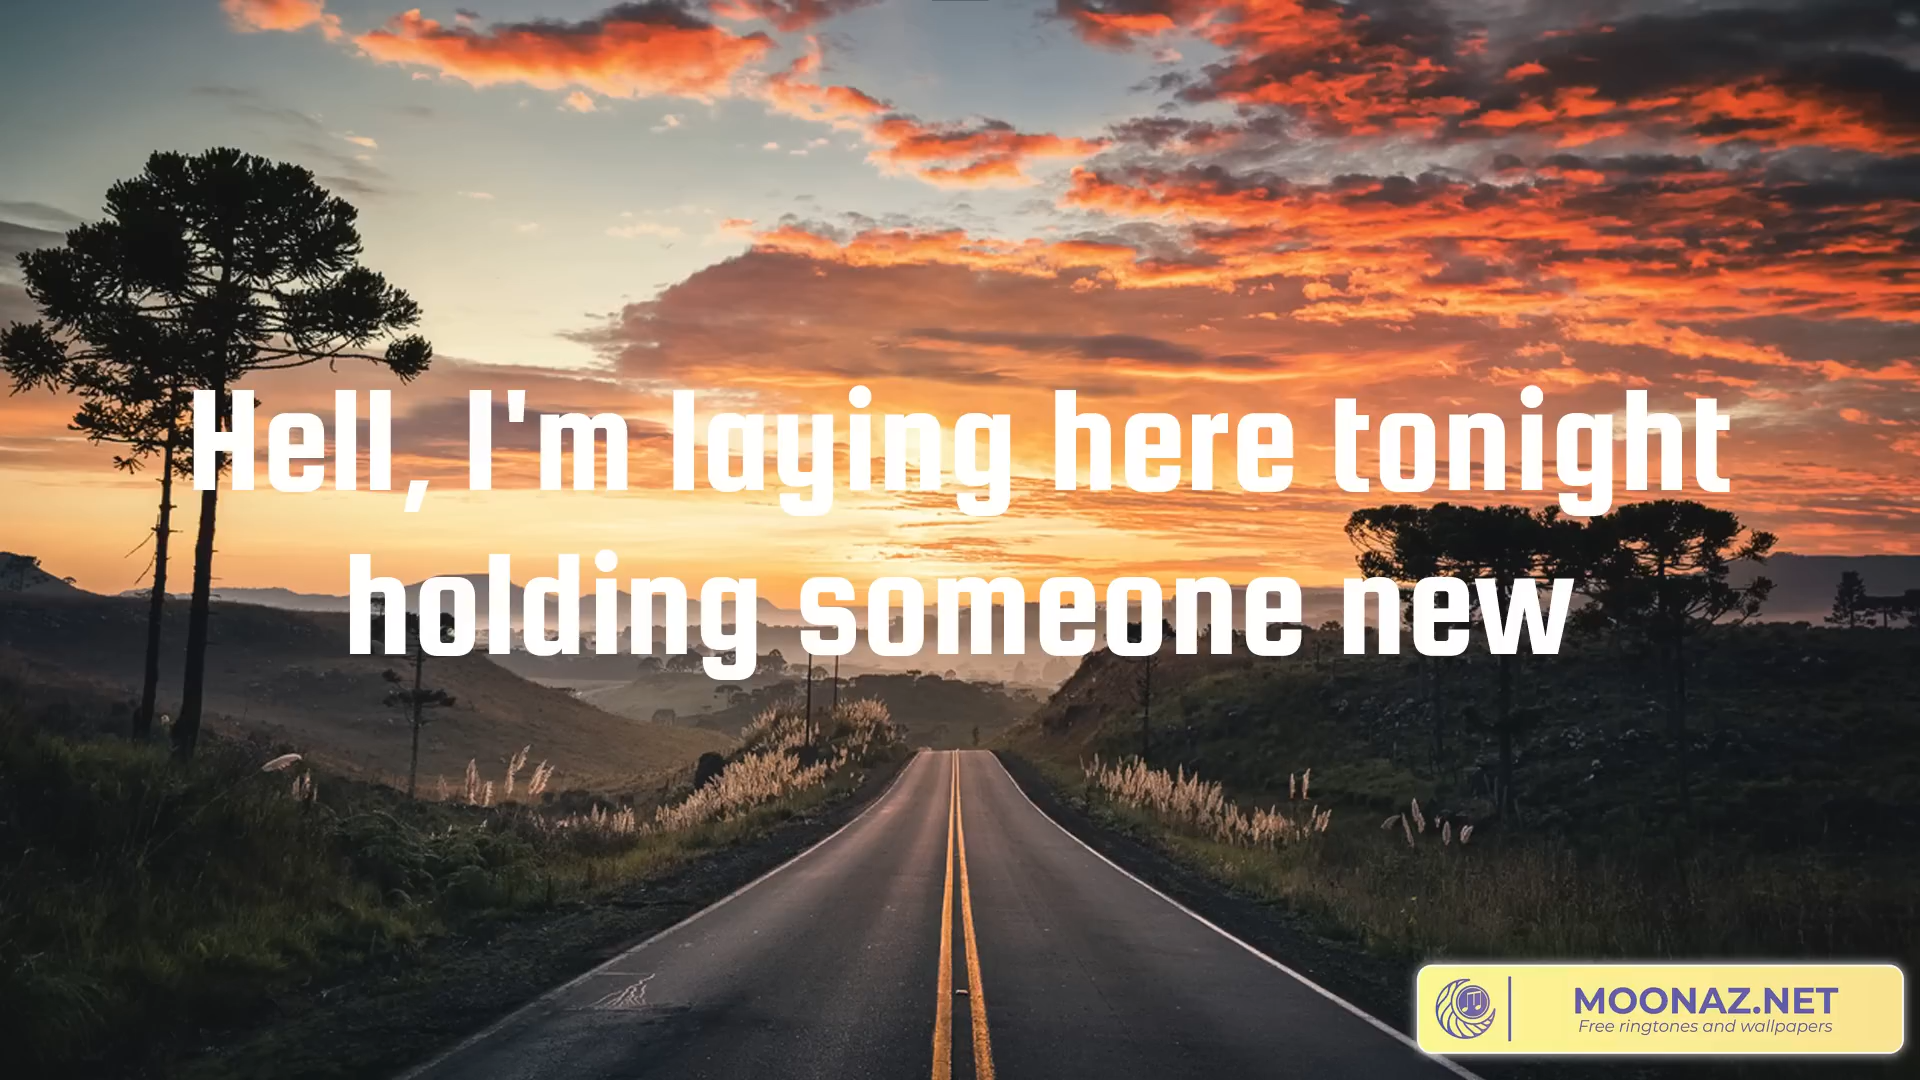 Hell, I'm laying here tonight
holding someone new
MOONAZ.NET
Free ringtones and wallpapers